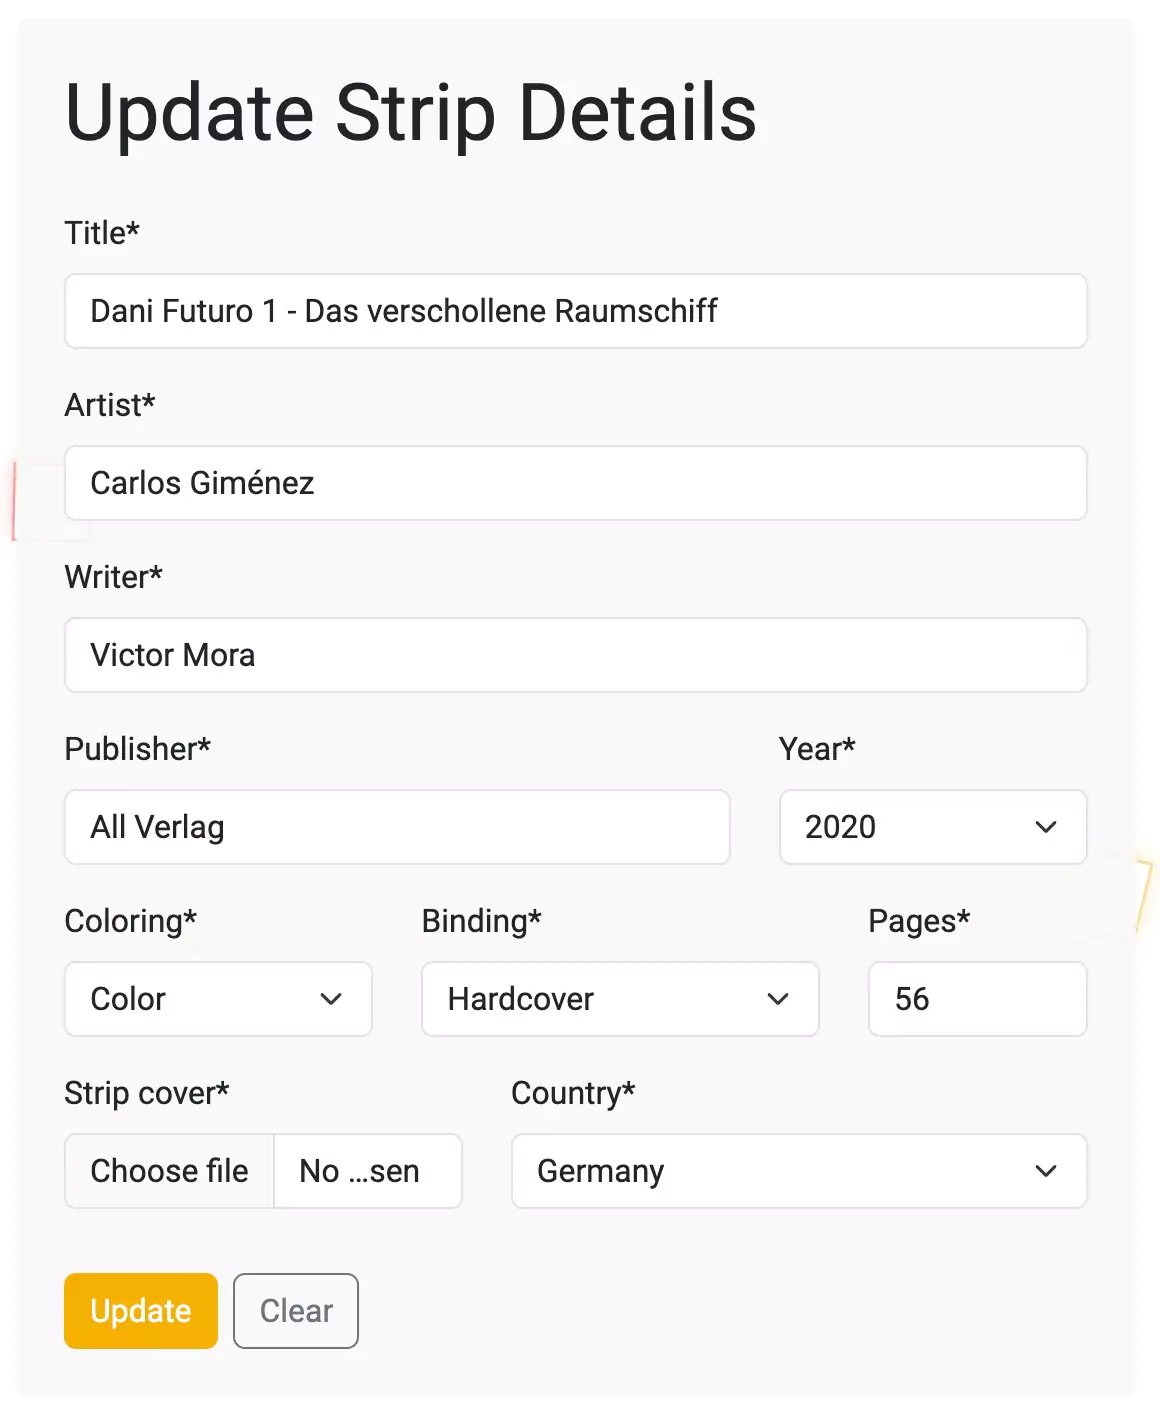 Update Strip Details
Title*
Dani Futuro 1 - Das verschollene Raumschiff
Artist*
Carlos Giménez
Writer*
Victor Mora
Publisher* Year*
All Verlag 2020
Coloring* Binding* Pages*
Color Hardcover 56
Strip cover* Country*
Choose file No ...sen Germany
Update Clear